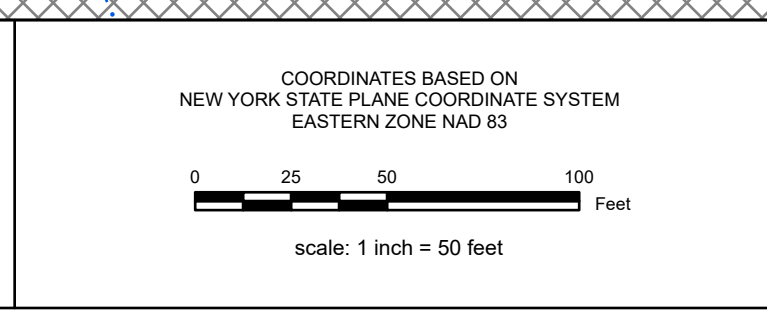 COORDINATES BASED ON
NEW YORK STATE PLANE COORDINATE SYSTEM
EASTERN ZONE NAD 83
0 25 50 100
Feet
scale: 1 inch = 50 feet